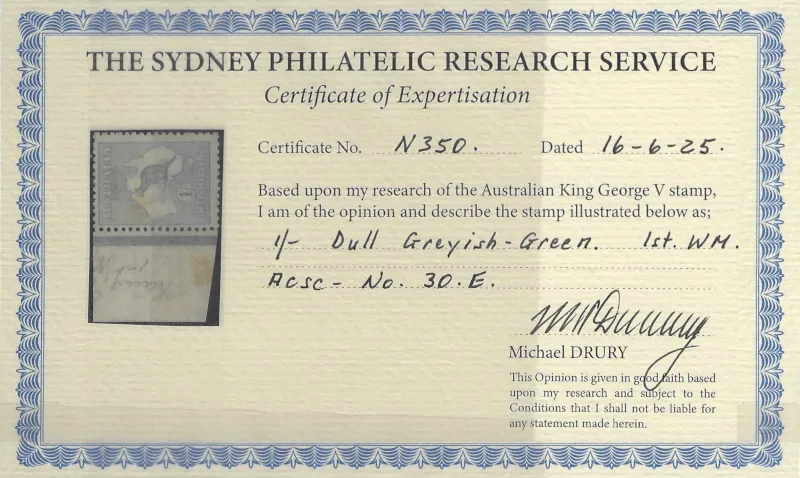 THE SYDNEY PHILATELIC RESEARCH SERVICE
Certificate of Expertisation
Certificate No. N350. Dated 16-6-25.
Based upon my research of the Australian King George V stamp,
I am of the opinion and describe the stamp illustrated below as;
1/- Dull Greyish-Green. 1st. WM.
ACSC- No. 30.E.
Michael DRURY
This Opinion is given in good faith based
upon my research and subject to the
Conditions that I shall not be liable for
any statement made herein.